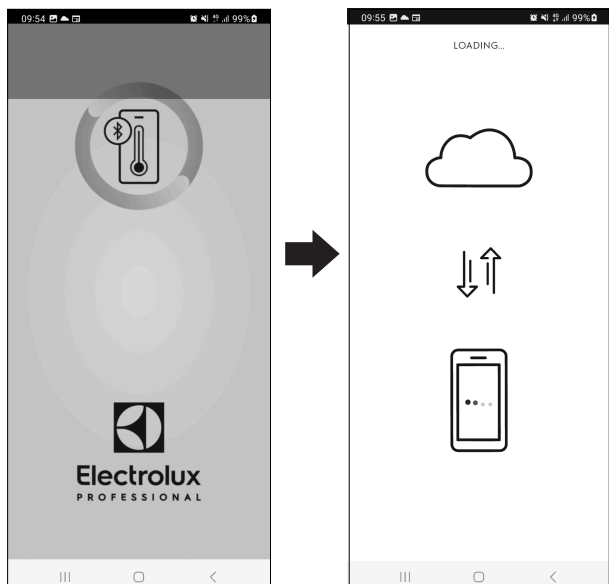 09:54 99%
Electrolux
PROFESSIONAL
09:55 99%
LOADING...